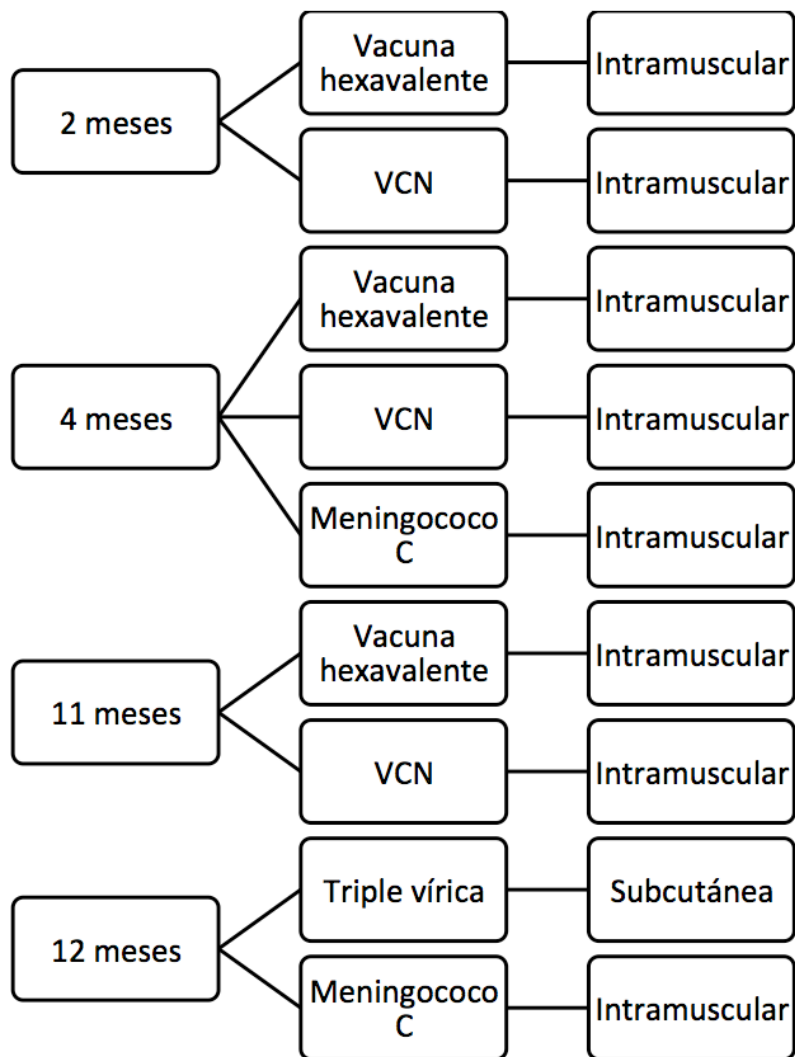 2 meses
Vacuna
hexavalente
Intramuscular
VCN
Intramuscular
4 meses
Vacuna
hexavalente
Intramuscular
VCN
Intramuscular
Meningococo
C
Intramuscular
11 meses
Vacuna
hexavalente
Intramuscular
VCN
Intramuscular
12 meses
Triple vírica
Subcutánea
Meningococo
C
Intramuscular